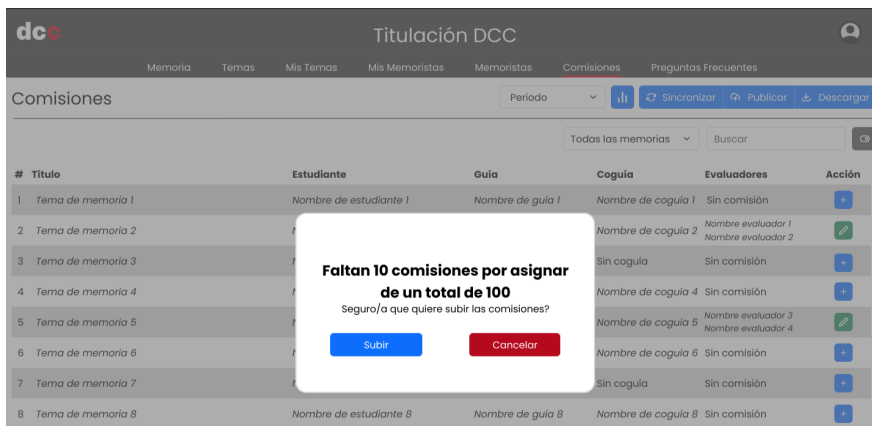 dcc
Titulación DCC
Memoria Temas Mis Temas Mis Memoristas Memoristas Comisiones Preguntas Frecuentes
Comisiones
Periodo
Sincronizar
Publicar
Descargar
Todas las memorias
Buscar
# Título Estudiante Guía Coguía Evaluadores Acción
1 Tema de memoria 1 Nombre de estudiante 1 Nombre de guía 1 Nombre de coguía 1 Sin comisión +
2 Tema de memoria 2 Nombre de coguía 2 Nombre evaluador 1
Nombre evaluador 2
3 Tema de memoria 3 Sin coguía Sin comisión +
4 Tema de memoria 4 Nombre de coguía 4 Sin comisión +
5 Tema de memoria 5 Nombre de coguía 5 Nombre evaluador 3
Nombre evaluador 4
6 Tema de memoria 6 Nombre de coguía 6 Sin comisión +
7 Tema de memoria 7 Sin coguía Sin comisión +
8 Tema de memoria 8 Nombre de estudiante 8 Nombre de guía 8 Nombre de coguía 8 Sin comisión +
Faltan 10 comisiones por asignar
de un total de 100
Seguro/a que quiere subir las comisiones?
Subir
Cancelar